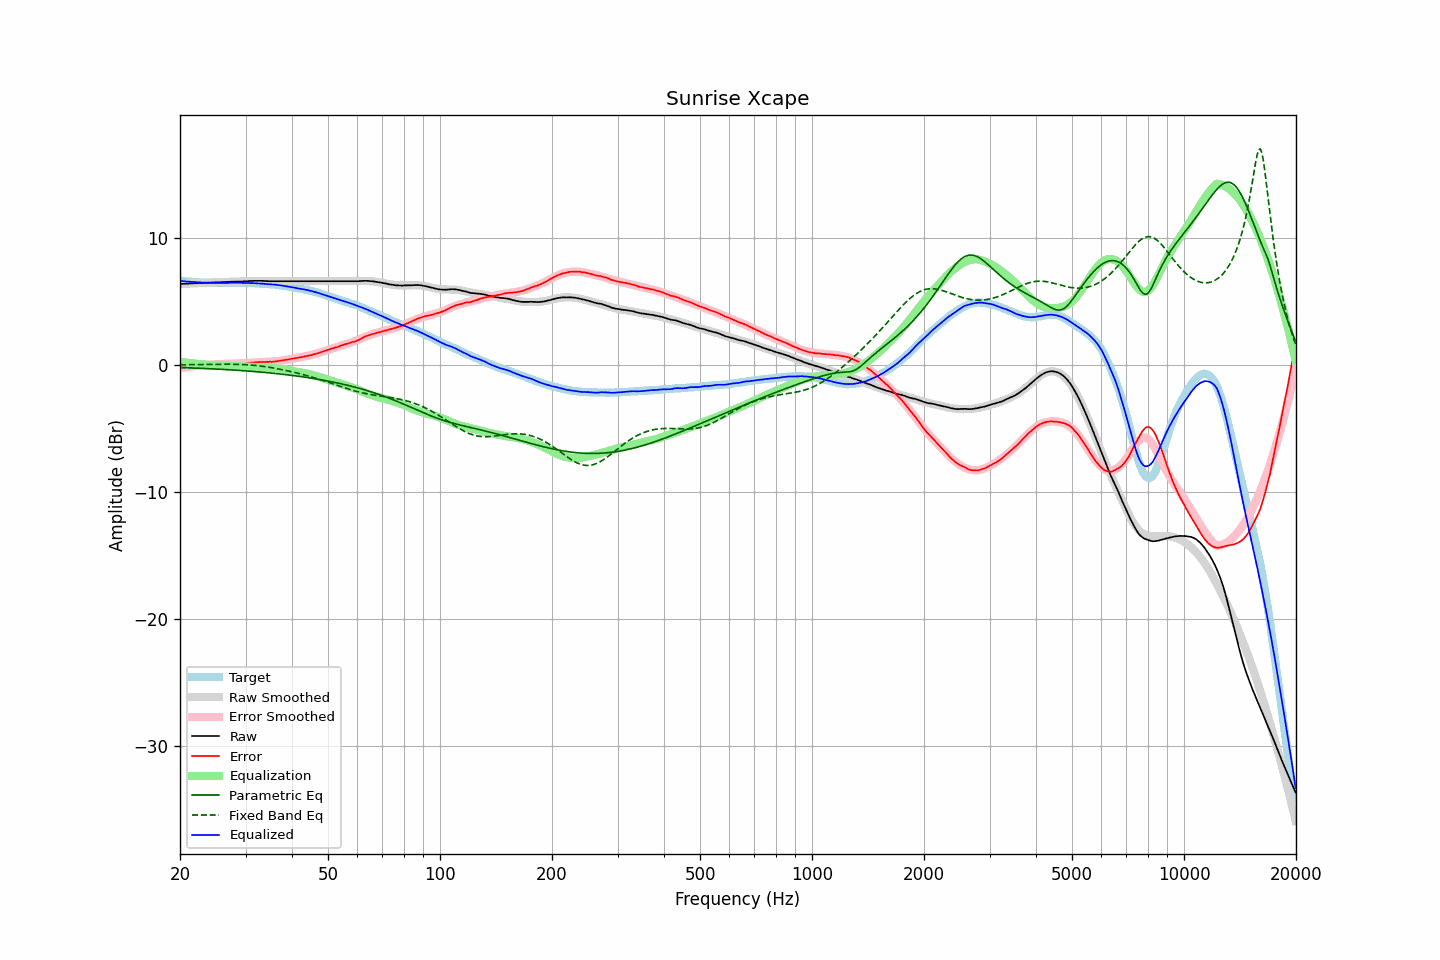 Sunrise Xcape
Amplitude (dBr)
10
0
−10
−20
−30
Target
Raw Smoothed
Error Smoothed
Raw
Error
Equalization
Parametric Eq
Fixed Band Eq
Equalized
20 50 100 200 500 1000 2000 5000 10000 20000
Frequency (Hz)